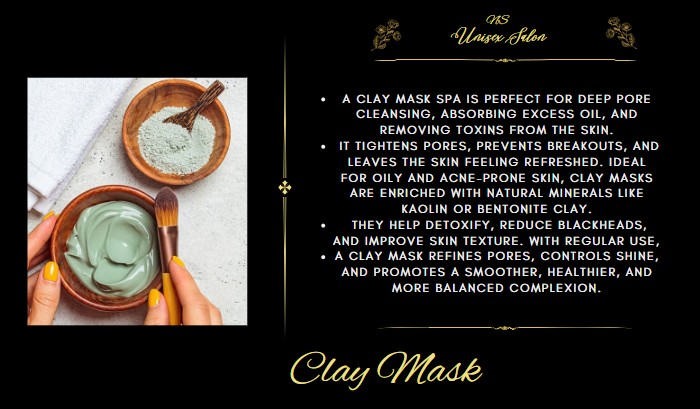 NS
Unisex Salon
• A CLAY MASK SPA IS PERFECT FOR DEEP PORE
CLEANSING, ABSORBING EXCESS OIL, AND
REMOVING TOXINS FROM THE SKIN.
• IT TIGHTENS PORES, PREVENTS BREAKOUTS, AND
LEAVES THE SKIN FEELING REFRESHED. IDEAL
FOR OILY AND ACNE-PRONE SKIN, CLAY MASKS
ARE ENRICHED WITH NATURAL MINERALS LIKE
KAOLIN OR BENTONITE CLAY.
• THEY HELP DETOXIFY, REDUCE BLACKHEADS,
AND IMPROVE SKIN TEXTURE. WITH REGULAR USE,
• A CLAY MASK REFINES PORES, CONTROLS SHINE,
AND PROMOTES A SMOOTHER, HEALTHIER, AND
MORE BALANCED COMPLEXION.
Clay Mask